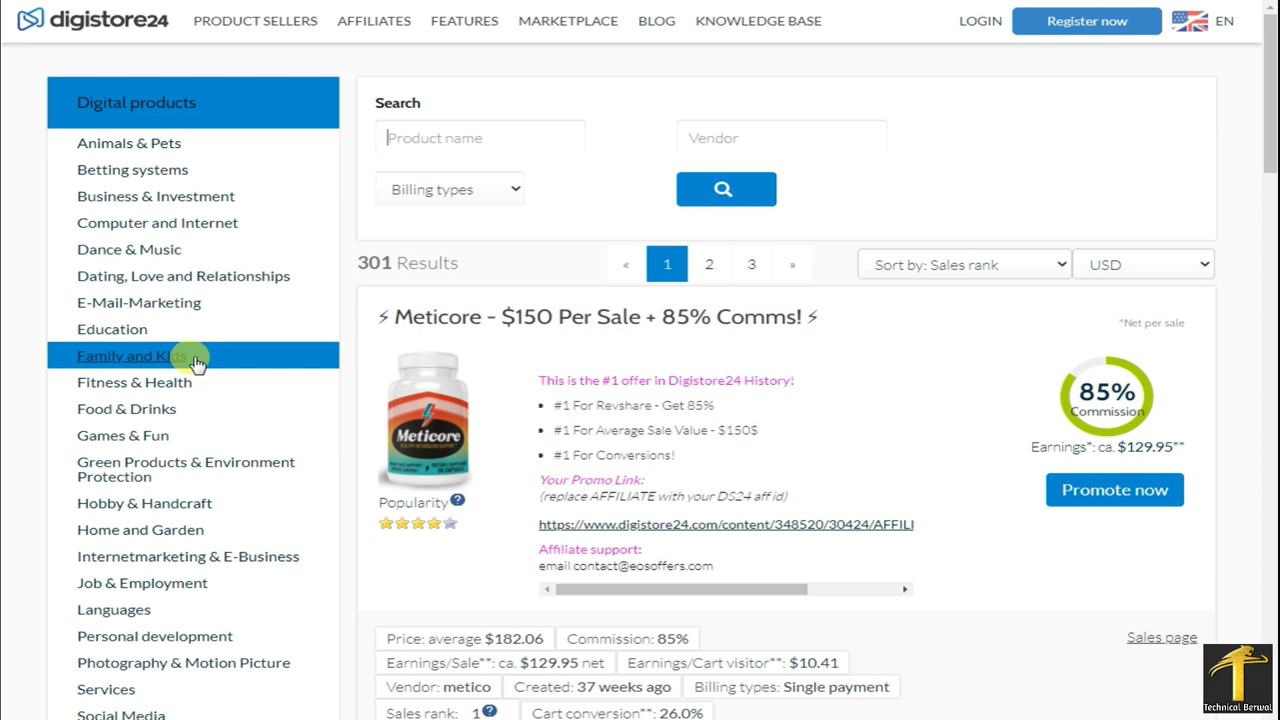 digistore24
PRODUCT SELLERS
AFFILIATES
FEATURES
MARKETPLACE
BLOG
KNOWLEDGE BASE
LOGIN
Register now
EN
Digital products
Animals & Pets
Betting systems
Business & Investment
Computer and Internet
Dance & Music
Dating, Love and Relationships
E-Mail-Marketing
Education
Family and Kids
Fitness & Health
Food & Drinks
Games & Fun
Green Products & Environment
Protection
Hobby & Handcraft
Home and Garden
Internetmarketing & E-Business
Job & Employment
Languages
Personal development
Photography & Motion Picture
Services
Social Media
Search
Product name
Vendor
Billing types
301 Results
« 1 2 3 »
Sort by: Sales rank
USD
⚡ Meticore - $150 Per Sale + 85% Comms! ⚡
*Net per sale
Meticore
Popularity ?
This is the #1 offer in Digistore24 History!
• #1 For Revshare - Get 85%
• #1 For Average Sale Value - $150$
• #1 For Conversions!
Your Promo Link:
(replace AFFILIATE with your DS24 aff id)
https://www.digistore24.com/content/348520/30424/AFFILI
Affiliate support:
email contact@eosoffers.com
85%
Commission
Earnings*: ca. $129.95**
Promote now
Price: average $182.06
Commission: 85%
Sales page
Earnings/Sale**: ca. $129.95 net
Earnings/Cart visitor**: $10.41
Vendor: metico
Created: 37 weeks ago
Billing types: Single payment
Sales rank: 1 ?
Cart conversion**: 26.0%
Technical Berwal